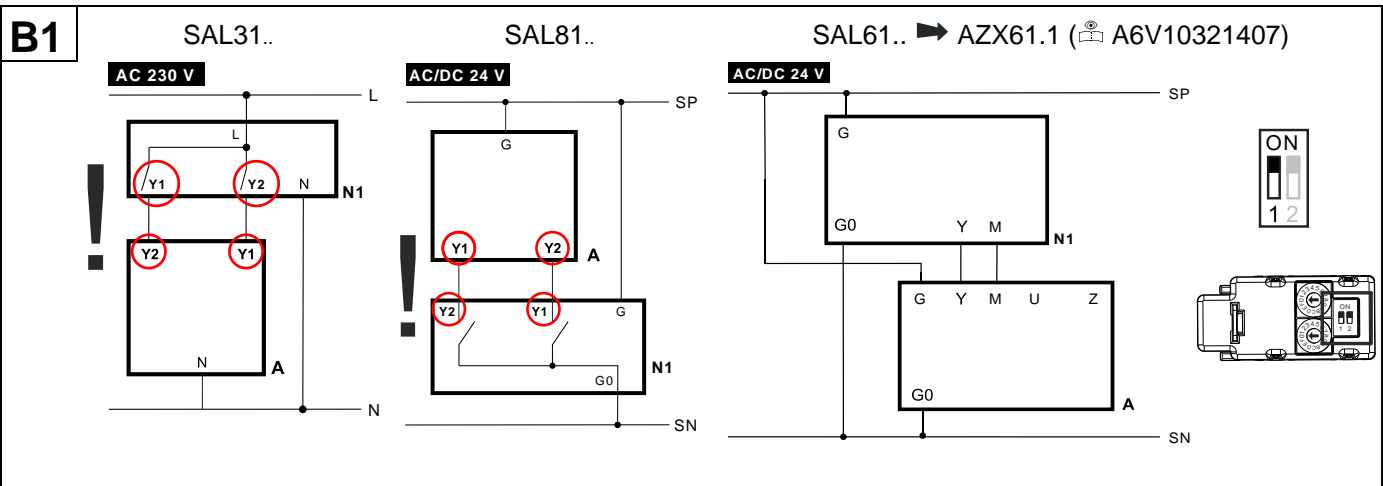 B1
SAL31..
SAL81..
SAL61.. AZX61.1 ( A6V10321407)
AC 230 V
L
L
Y1 Y2 N
N1
!
Y2 Y1
N
A
N
AC/DC 24 V
SP
G
Y1 Y2
A
!
Y2 Y1 G
N1
G0
SN
AC/DC 24 V
SP
G
G0 Y M
N1
G Y M U Z
G0
A
SN
ON
1 2
ON
1 2